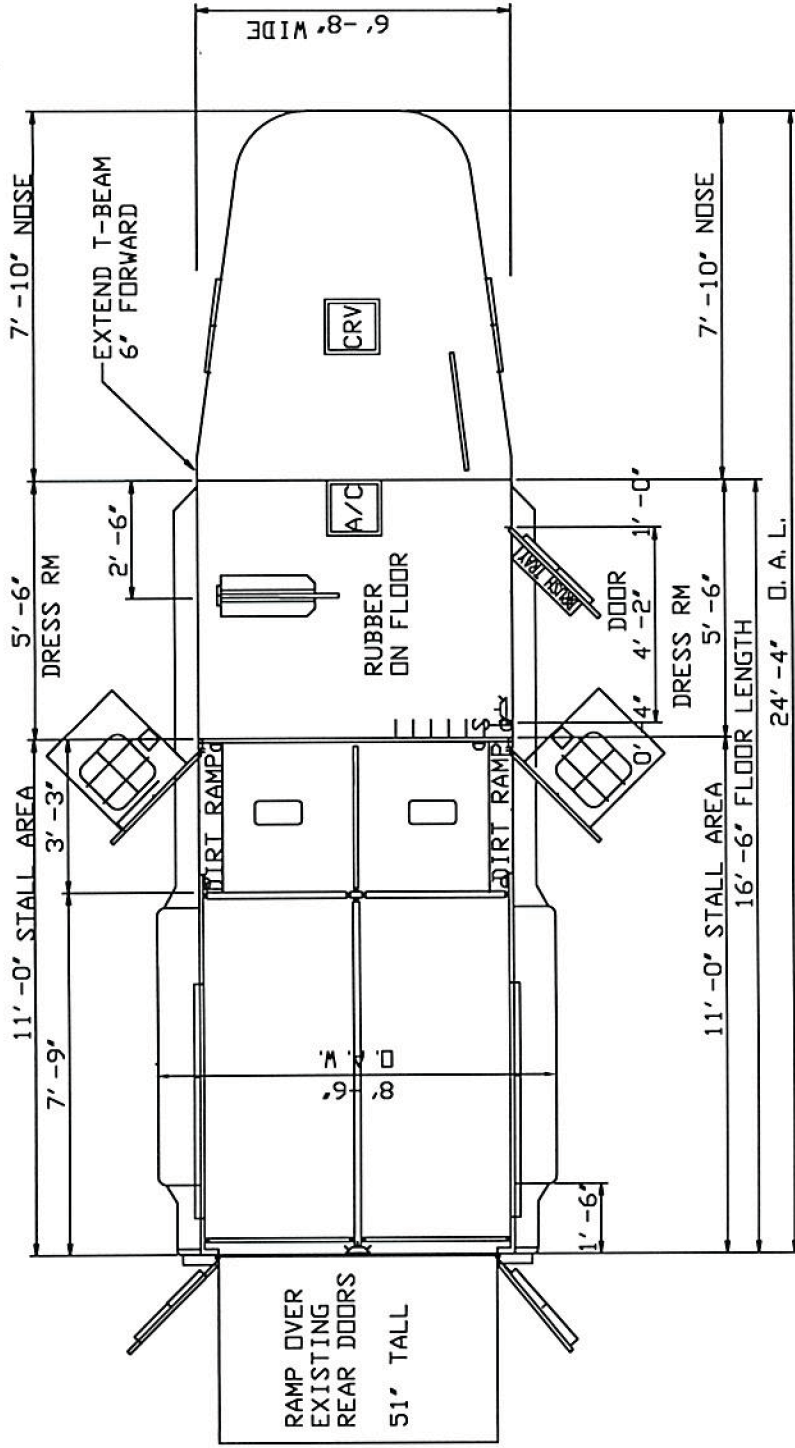 11'-0" STALL AREA
5'-6"
DRESS RM
7'-10" NOSE
7'-9"
3'-3"
2'-6"
EXTEND T-BEAM
6" FORWARD
6'-8" WIDE
DIRT RAMP
A/C
CRV
RAMP OVER
EXISTING
REAR DOORS
51" TALL
8'-6"
O. A. W.
RUBBER
ON FLOOR
DIRT RAMP
BRUSH TRAY
1'-6"
0'-4"
DOOR
4'-2"
1'-0"
11'-0" STALL AREA
DRESS RM
5'-6"
7'-10" NOSE
16'-6" FLOOR LENGTH
24'-4" O. A. L.